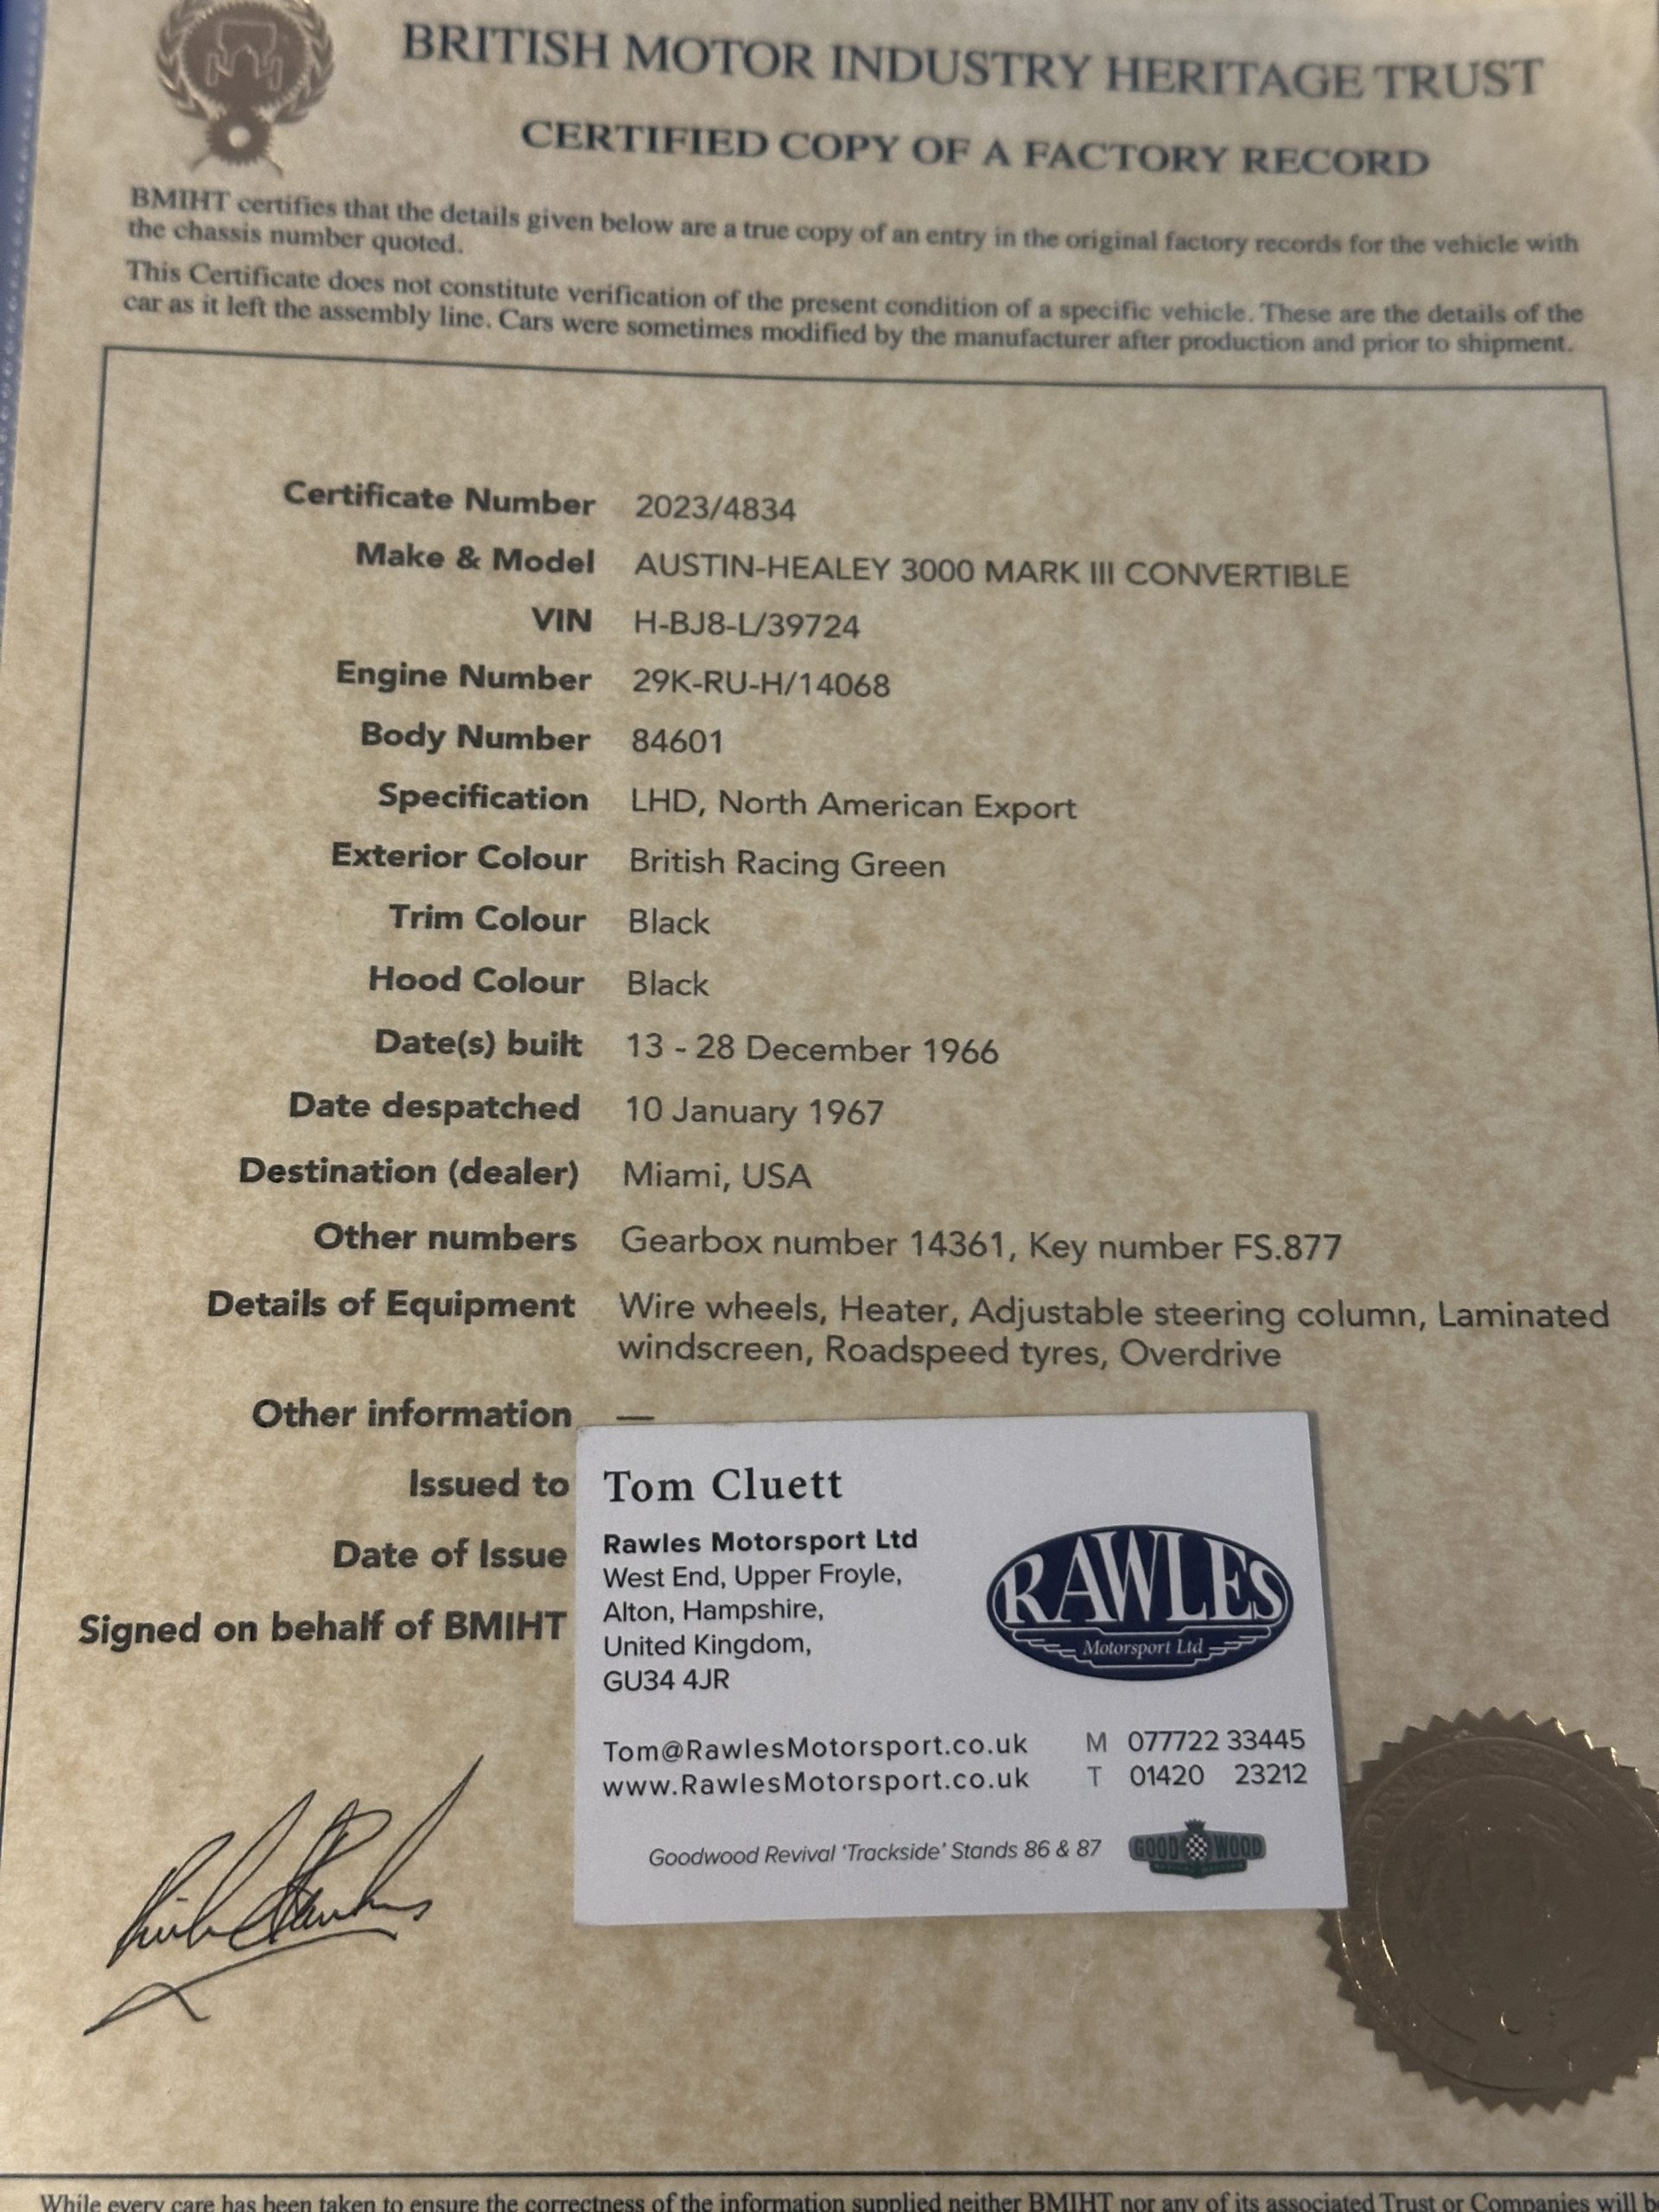 BRITISH MOTOR INDUSTRY HERITAGE TRUST
CERTIFIED COPY OF A FACTORY RECORD
BMIHT certifies that the details given below are a true copy of an entry in the original factory records for the vehicle with
the chassis number quoted.
This Certificate does not constitute verification of the present condition of a specific vehicle. These are the details of the
car as it left the assembly line. Cars were sometimes modified by the manufacturer after production and prior to shipment.
Certificate Number 2023/4834
Make & Model AUSTIN-HEALEY 3000 MARK III CONVERTIBLE
VIN H-BJ8-L/39724
Engine Number 29K-RU-H/14068
Body Number 84601
Specification LHD, North American Export
Exterior Colour British Racing Green
Trim Colour Black
Hood Colour Black
Date(s) built 13 - 28 December 1966
Date despatched 10 January 1967
Destination (dealer) Miami, USA
Other numbers Gearbox number 14361, Key number FS.877
Details of Equipment Wire wheels, Heater, Adjustable steering column, Laminated
windscreen, Roadspeed tyres, Overdrive
Other information —
Issued to
Date of Issue
Signed on behalf of BMIHT
Tom Cluett
Rawles Motorsport Ltd
West End, Upper Froyle,
Alton, Hampshire,
United Kingdom,
GU34 4JR
RAWLES
Motorsport Ltd
Tom@RawlesMotorsport.co.uk M 077722 33445
www.RawlesMotorsport.co.uk T 01420 23212
Goodwood Revival 'Trackside' Stands 86 & 87
GOOD WOOD
While every care has been taken to ensure the correctness of the information supplied neither BMIHT nor any of its associated Trust or Companies will be